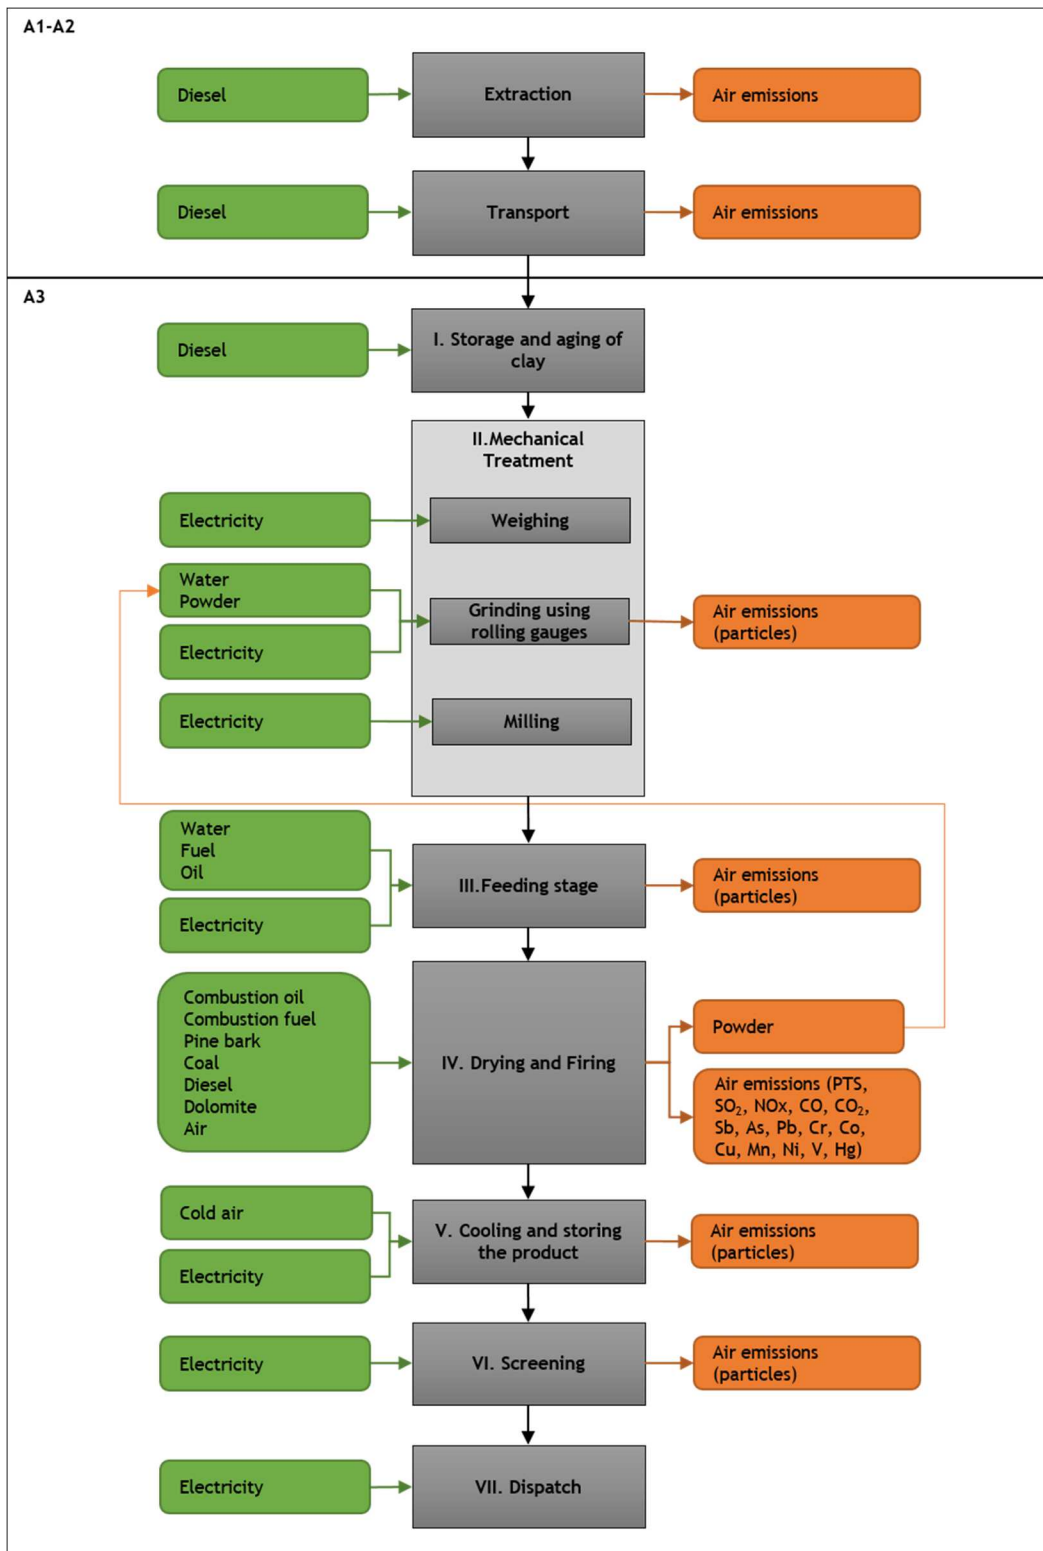 A1-A2
Diesel
Extraction
Air emissions
Diesel
Transport
Air emissions
A3
Diesel
I. Storage and aging of
clay
II.Mechanical
Treatment
Electricity
Weighing
Water
Powder
Electricity
Grinding using
rolling gauges
Air emissions
(particles)
Electricity
Milling
Water
Fuel
Oil
Electricity
III.Feeding stage
Air emissions
(particles)
Combustion oil
Combustion fuel
Pine bark
Coal
Diesel
Dolomite
Air
IV. Drying and Firing
Powder
Air emissions (PTS,
SO₂, NOx, CO, CO₂,
Sb, As, Pb, Cr, Co,
Cu, Mn, Ni, V, Hg)
Cold air
Electricity
V. Cooling and storing
the product
Air emissions
(particles)
Electricity
VI. Screening
Air emissions
(particles)
Electricity
VII. Dispatch